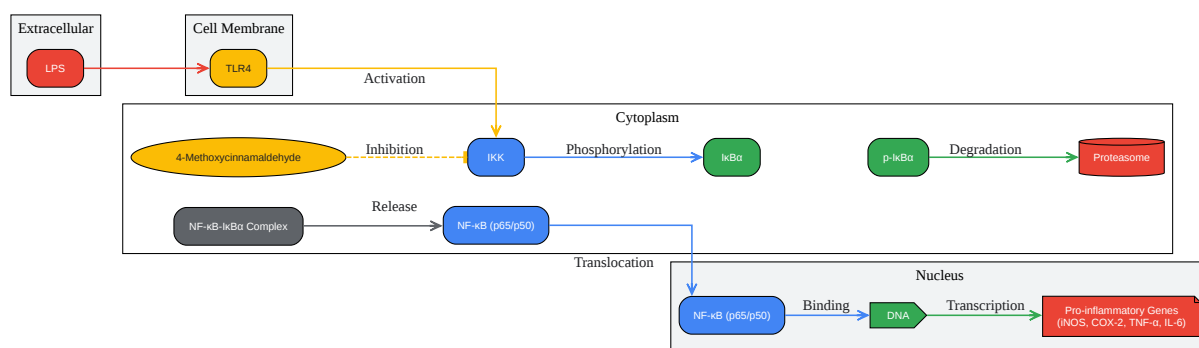 Extracellular
Cell Membrane
LPS
TLR4
Activation
Cytoplasm
4-Methoxycinnamaldehyde
Inhibition
IKK
Phosphorylation
IκBα
p-IκBα
Degradation
Proteasome
NF-κB-IκBα Complex
Release
NF-κB (p65/p50)
Translocation
Nucleus
NF-κB (p65/p50)
Binding
DNA
Transcription
Pro-inflammatory Genes
(iNOS, COX-2, TNF-α, IL-6)